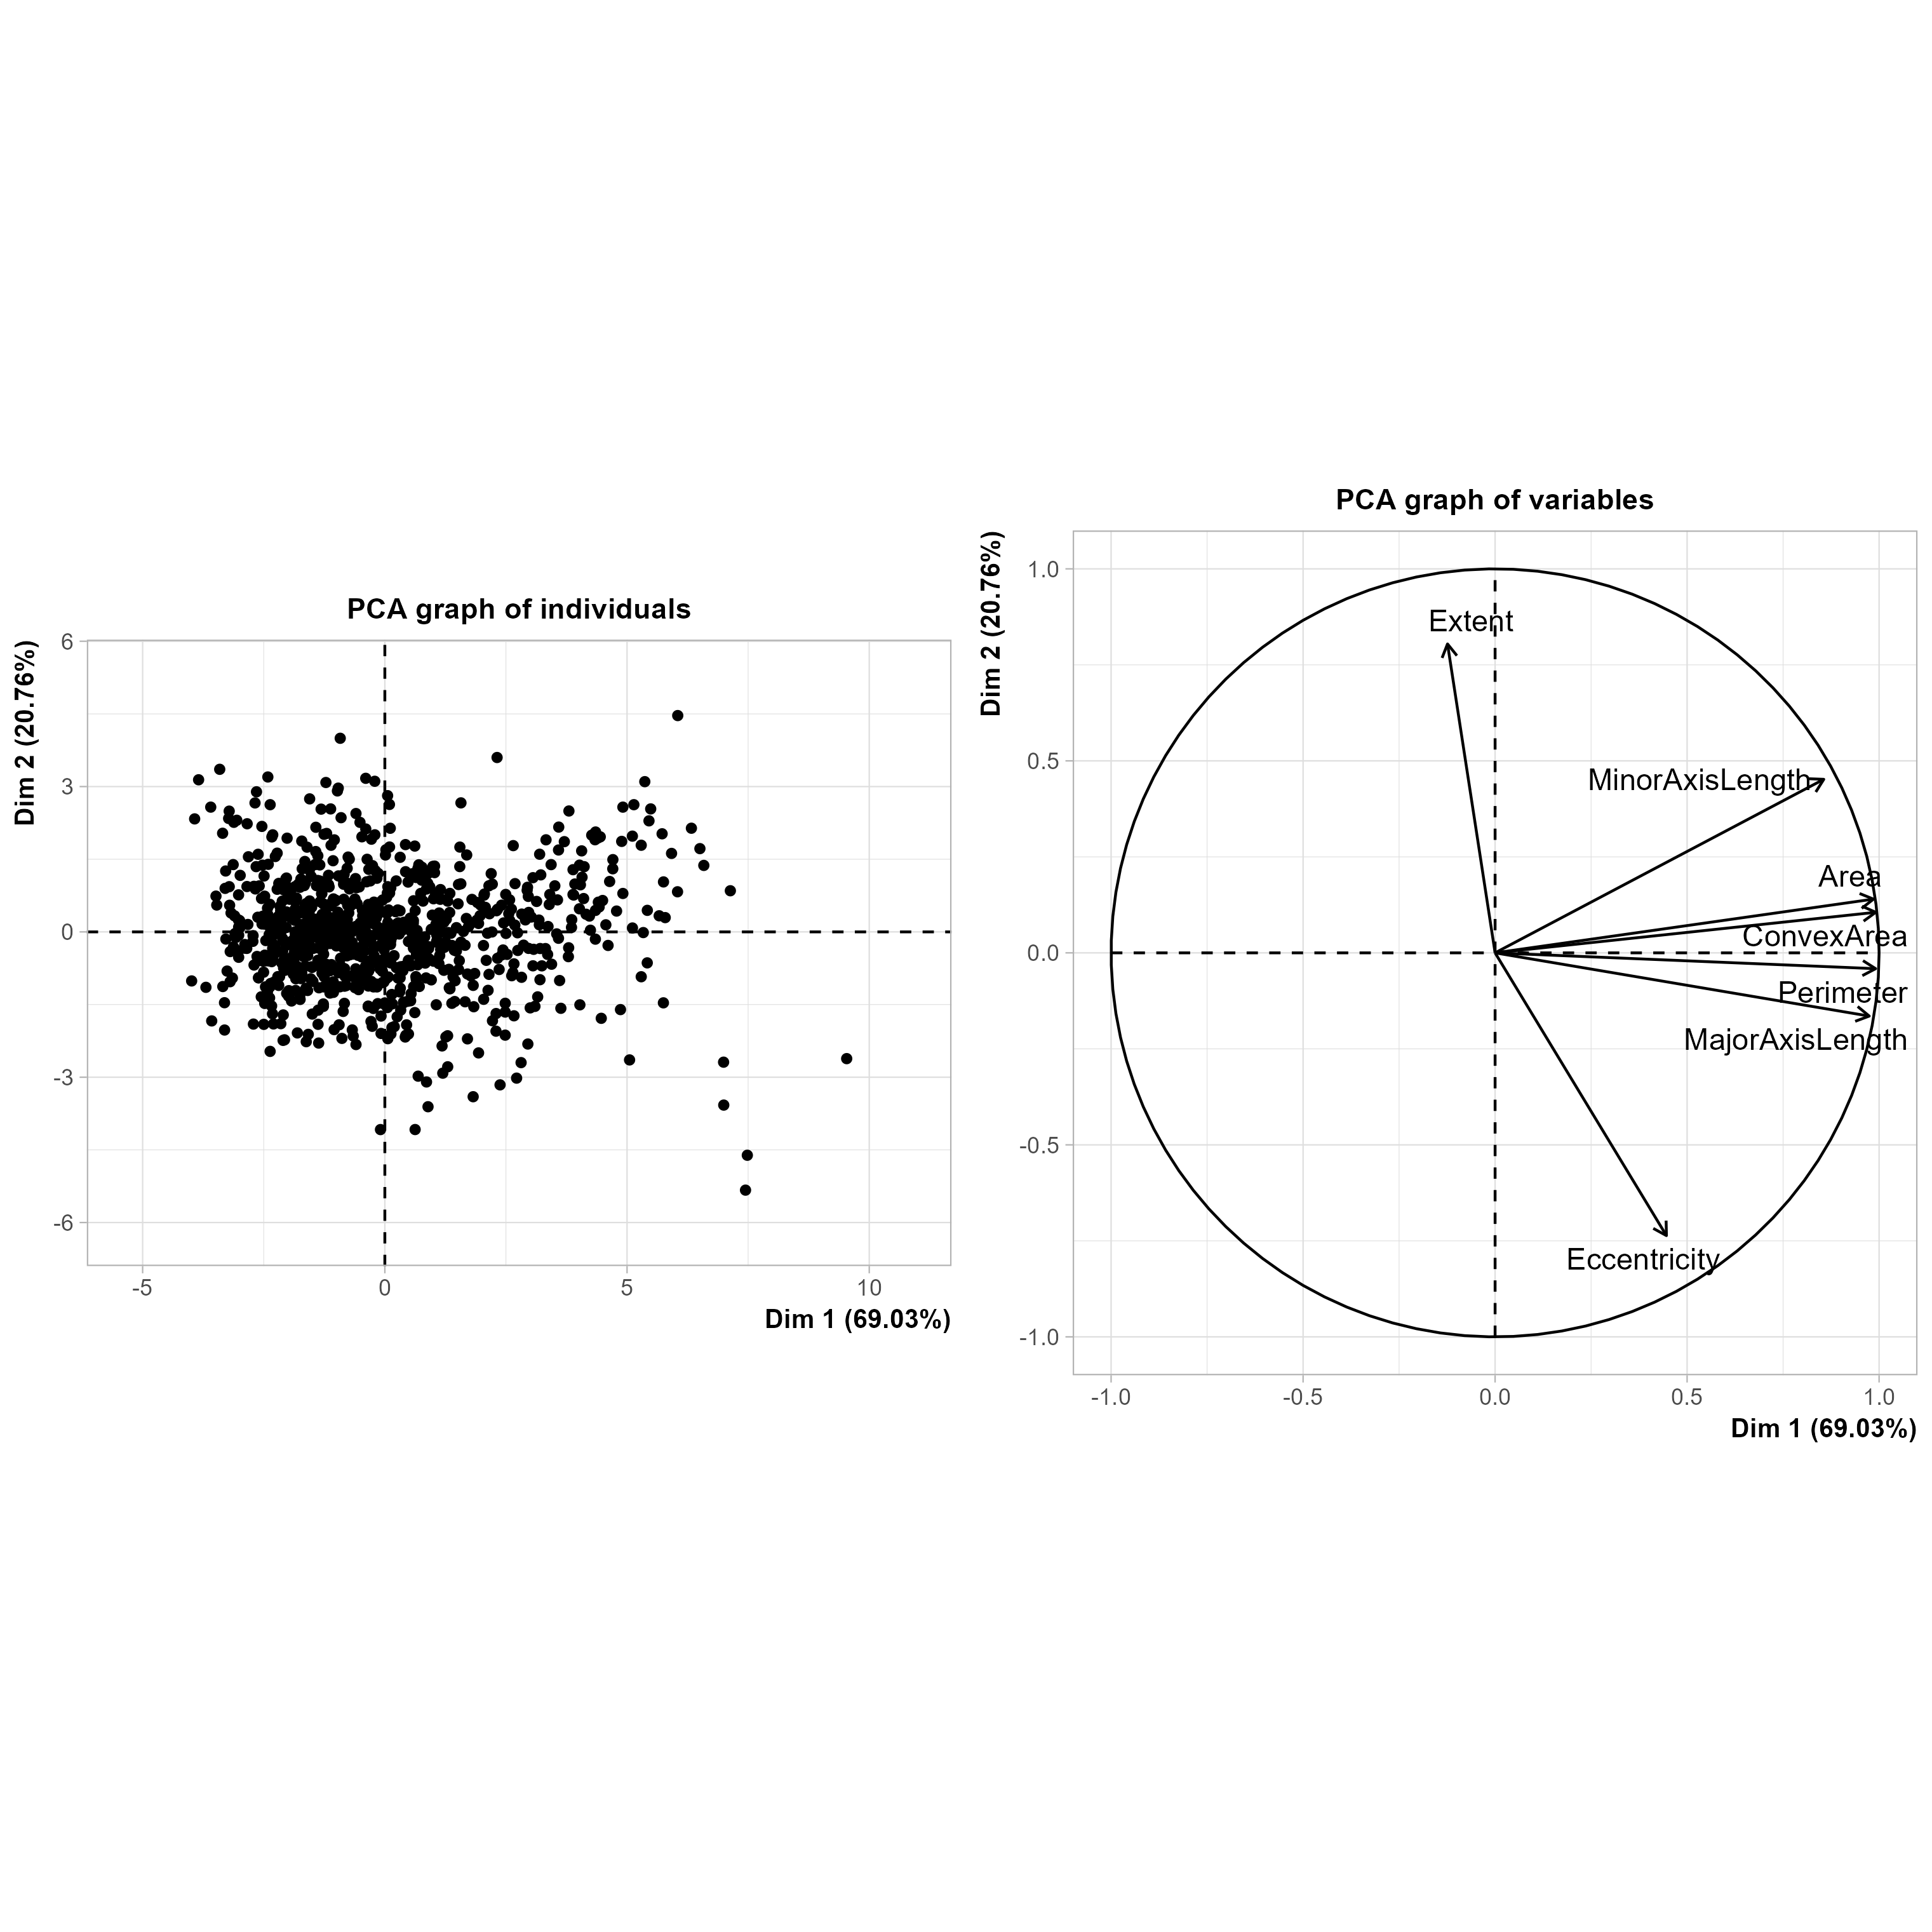 PCA graph of individuals
Dim 2 (20.76%)
6
3
0
-3
-6
-5
0
5
10
Dim 1 (69.03%)
PCA graph of variables
Dim 2 (20.76%)
1.0
0.5
0.0
-0.5
-1.0
Extent
MinorAxisLength
Area
ConvexArea
Perimeter
MajorAxisLength
Eccentricity
-1.0
-0.5
0.0
0.5
1.0
Dim 1 (69.03%)